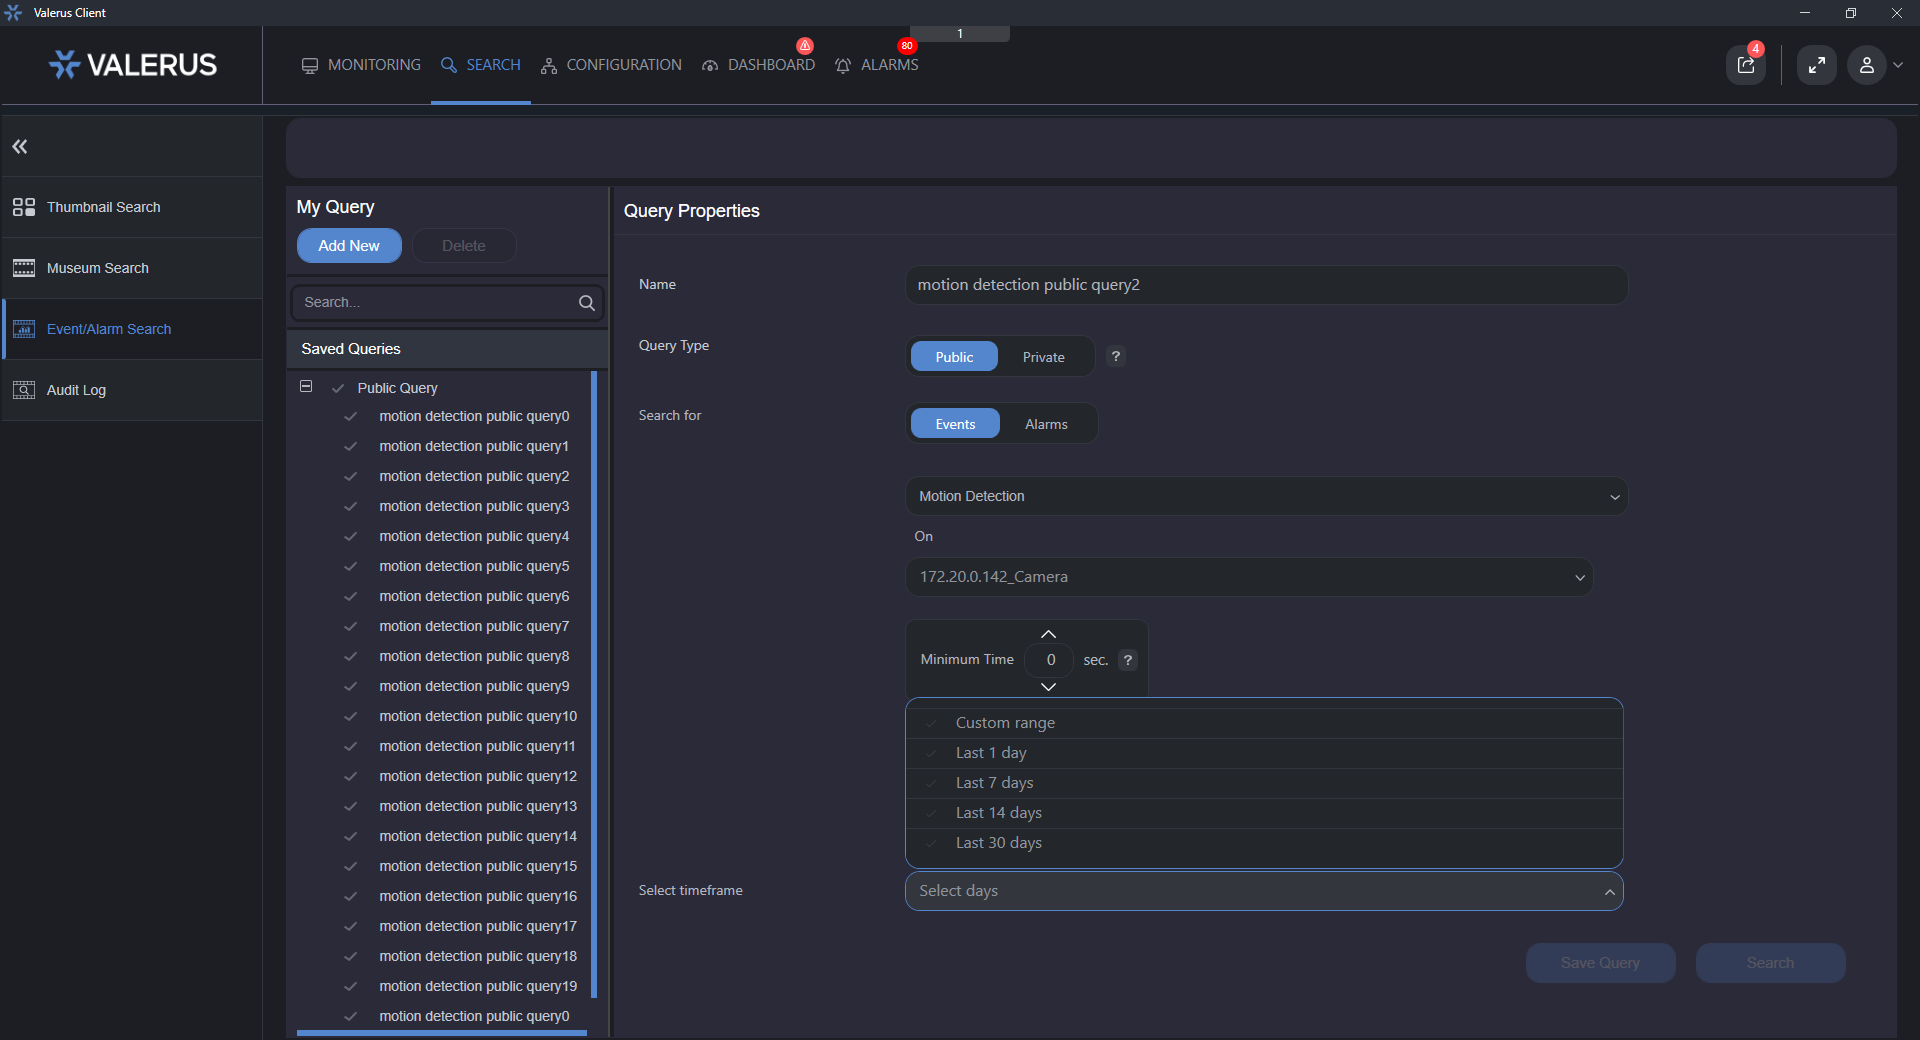 Valerus Client
1
VALERUS
MONITORING
SEARCH
CONFIGURATION
DASHBOARD
80
ALARMS
4
Thumbnail Search
Museum Search
Event/Alarm Search
Audit Log
My Query
Add New
Delete
Search...
Saved Queries
Public Query
motion detection public query0
motion detection public query1
motion detection public query2
motion detection public query3
motion detection public query4
motion detection public query5
motion detection public query6
motion detection public query7
motion detection public query8
motion detection public query9
motion detection public query10
motion detection public query11
motion detection public query12
motion detection public query13
motion detection public query14
motion detection public query15
motion detection public query16
motion detection public query17
motion detection public query18
motion detection public query19
motion detection public query0
Query Properties
Name
motion detection public query2
Query Type
Public
Private
?
Search for
Events
Alarms
Motion Detection
On
172.20.0.142_Camera
Minimum Time 0 sec. ?
Custom range
Last 1 day
Last 7 days
Last 14 days
Last 30 days
Select timeframe
Select days
Save Query
Search